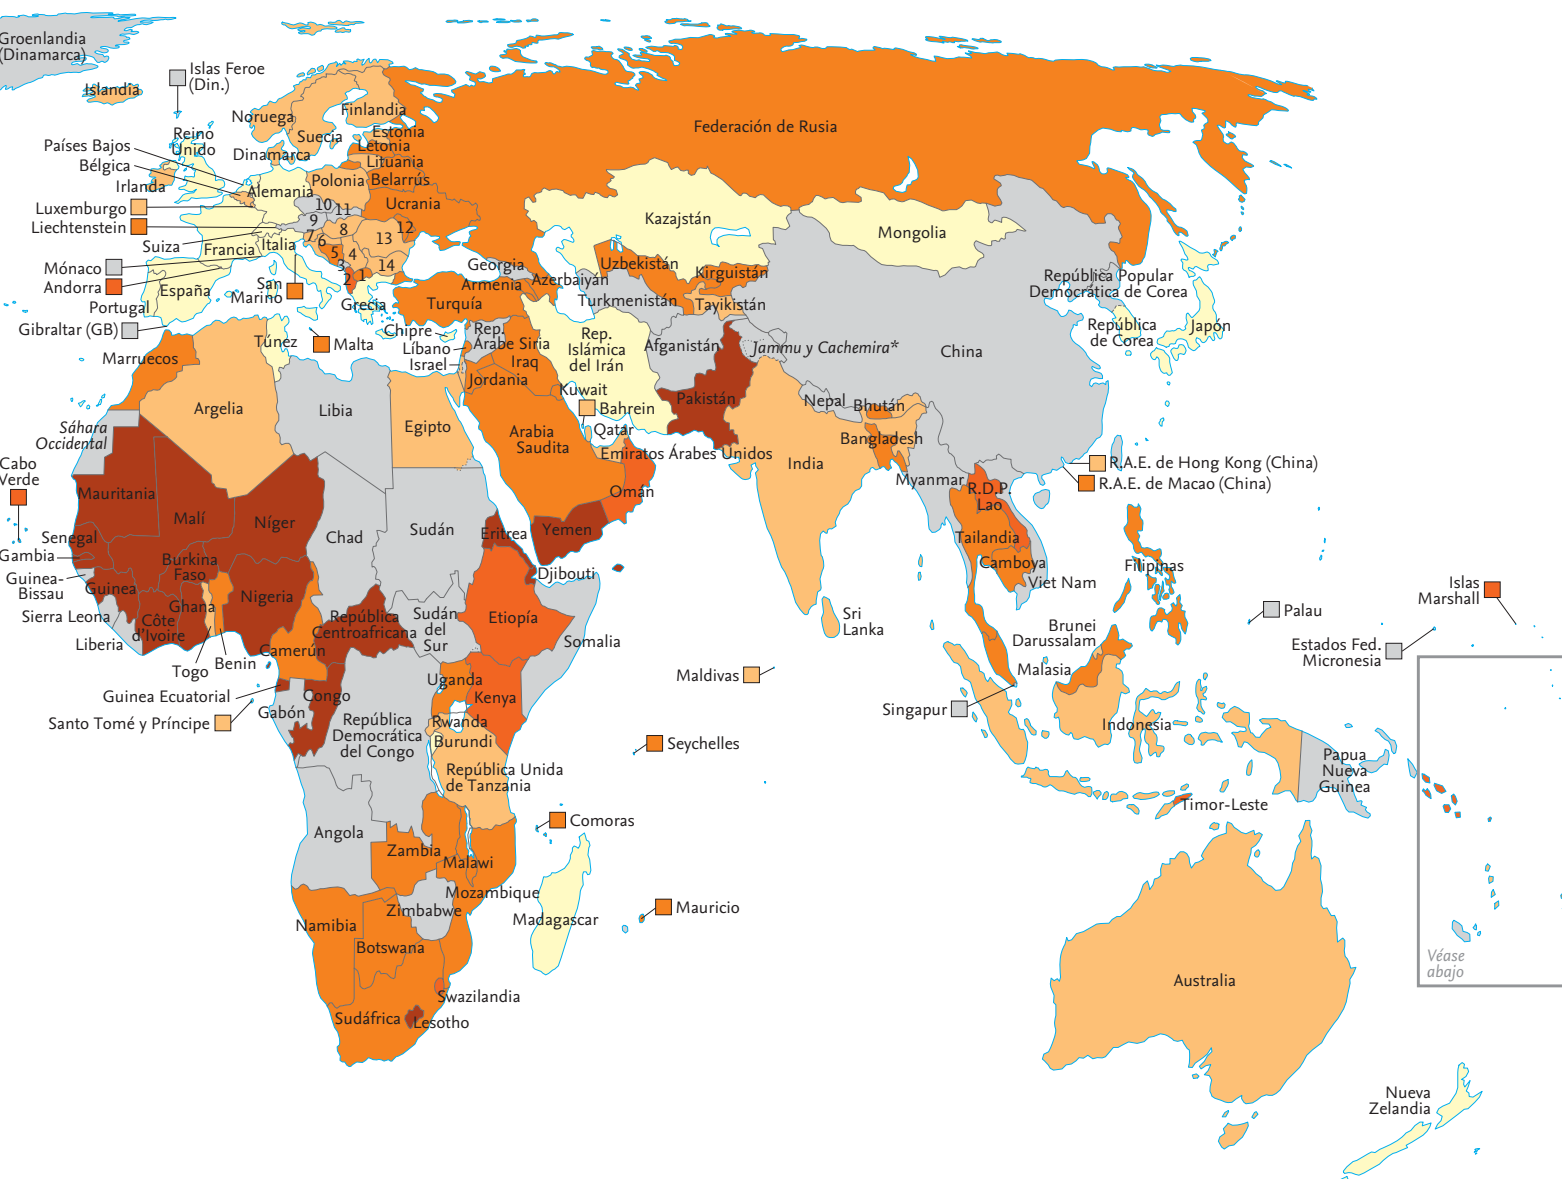 Groenlandia
(Dinamarca)
Islandia
Islas Feroe
(Din.)
Noruega
Finlandia
Suecia
Estonia
Letonia
Lituania
Reino
Unido
Dinamarca
Países Bajos
Bélgica
Irlanda
Luxemburgo
Liechtenstein
Suiza
Mónaco
Andorra
Portugal
Gibraltar (GB)
Alemania
Polonia
Belarrús
Ucrania
Francia
Italia
España
San
Marino
Grecia
10
11
9
8
7
6
5
4
3
2
1
12
13
14
Federación de Rusia
Kazajstán
Mongolia
Georgia
Armenia
Azerbaiyán
Turquía
Uzbekistán
Kirguistán
Turkmenistán
Tayikistán
Chipre
Líbano
Israel
Rep.
Árabe Siria
Iraq
Jordania
Rep.
Islámica
del Irán
Afganistán
Jammu y Cachemira*
China
República Popular
Democrática de Corea
República
de Corea
Japón
Marruecos
Túnez
Malta
Argelia
Libia
Egipto
Sáhara
Occidental
Kuwait
Bahrein
Qatar
Emiratos Árabes Unidos
Arabia
Saudita
Omán
Yemen
Pakistán
Nepal
Bhután
Bangladesh
India
Myanmar
R.D.P.
Lao
Tailandia
Camboya
Viet Nam
R.A.E. de Hong Kong (China)
R.A.E. de Macao (China)
Filipinas
Cabo
Verde
Mauritania
Malí
Níger
Chad
Sudán
Eritrea
Djibouti
Senegal
Gambia
Guinea-
Bissau
Guinea
Sierra Leona
Liberia
Burkina
Faso
Côte
d'Ivoire
Ghana
Togo
Benin
Nigeria
Camerún
República
Centroafricana
Sudán
del
Sur
Etiopía
Somalia
Guinea Ecuatorial
Santo Tomé y Príncipe
Gabón
Congo
República
Democrática
del Congo
Uganda
Kenya
Rwanda
Burundi
República Unida
de Tanzanía
Seychelles
Comoras
Angola
Zambia
Malawi
Mozambique
Zimbabwe
Namibia
Botswana
Madagascar
Mauricio
Swazilandia
Sudáfrica
Lesotho
Sri
Lanka
Maldivas
Brunei
Darussalam
Malasia
Singapur
Indonesia
Timor-Leste
Papua
Nueva
Guinea
Palau
Islas
Marshall
Estados Fed.
Micronesia
Véase
abajo
Australia
Nueva
Zelandia